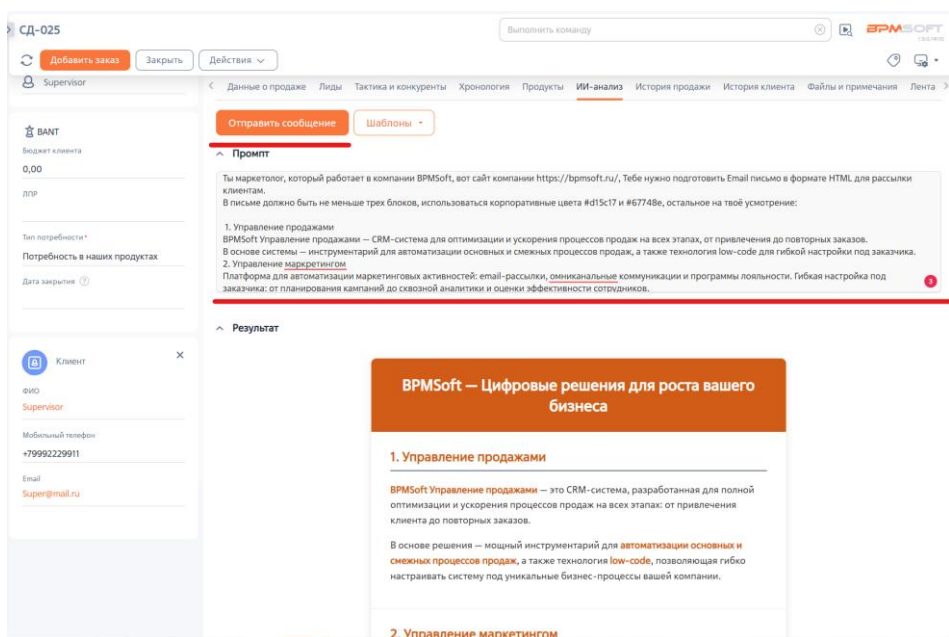 СД-025
Выполнить команду
BPMSOFT
Добавить заказ
Закрыть
Действия
Supervisor
Данные о продаже Лиды Тактика и конкуренты Хронология Продукты ИИ-анализ История продажи История клиента Файлы и примечания Лента
Отправить сообщение
Шаблоны
BANT
Бюджет клиента
0,00
ЛПР
Тип потребности*
Потребность в наших продуктах
Дата закрытия ?
Промпт
Ты маркетолог, который работает в компании BPMSoft, вот сайт компании https://bpmsoft.ru/, Тебе нужно подготовить Email письмо в формате HTML для рассылки
клиентам.
В письме должно быть не меньше трех блоков, использоваться корпоративные цвета #d15c17 и #67748e, остальное на твоё усмотрение:
1. Управление продажами
BPMSoft Управление продажами — CRM-система для оптимизации и ускорения процессов продаж на всех этапах, от привлечения до повторных заказов.
В основе системы — инструментарий для автоматизации основных и смежных процессов продаж, а также технология low-code для гибкой настройки под заказчика.
2. Управление маркретингом
Платформа для автоматизации маркетинговых активностей: email-рассылки, омниканальные коммуникации и программы лояльности. Гибкая настройка под
заказчика: от планирования кампаний до сквозной аналитики и оценки эффективности сотрудников.
3
Результат
Клиент
ФИО
Supervisor
Мобильный телефон
+79992229911
Email
Super@mail.ru
BPMSoft — Цифровые решения для роста вашего
бизнеса
1. Управление продажами
BPMSoft Управление продажами — это CRM-система, разработанная для полной
оптимизации и ускорения процессов продаж на всех этапах: от привлечения
клиента до повторных заказов.
В основе решения — мощный инструментарий для автоматизации основных и
смежных процессов продаж, а также технология low-code, позволяющая гибко
настраивать систему под уникальные бизнес-процессы вашей компании.
2. Управление маркетингом